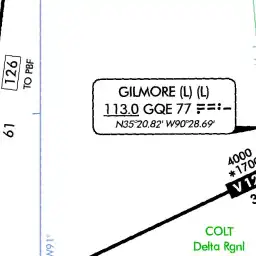 126
TO PBF
61
GILMORE (L) (L)
113.0 GQE 77
N35°20.82' W90°28.69'
4000
W91°
COLT
Delta Rgnl